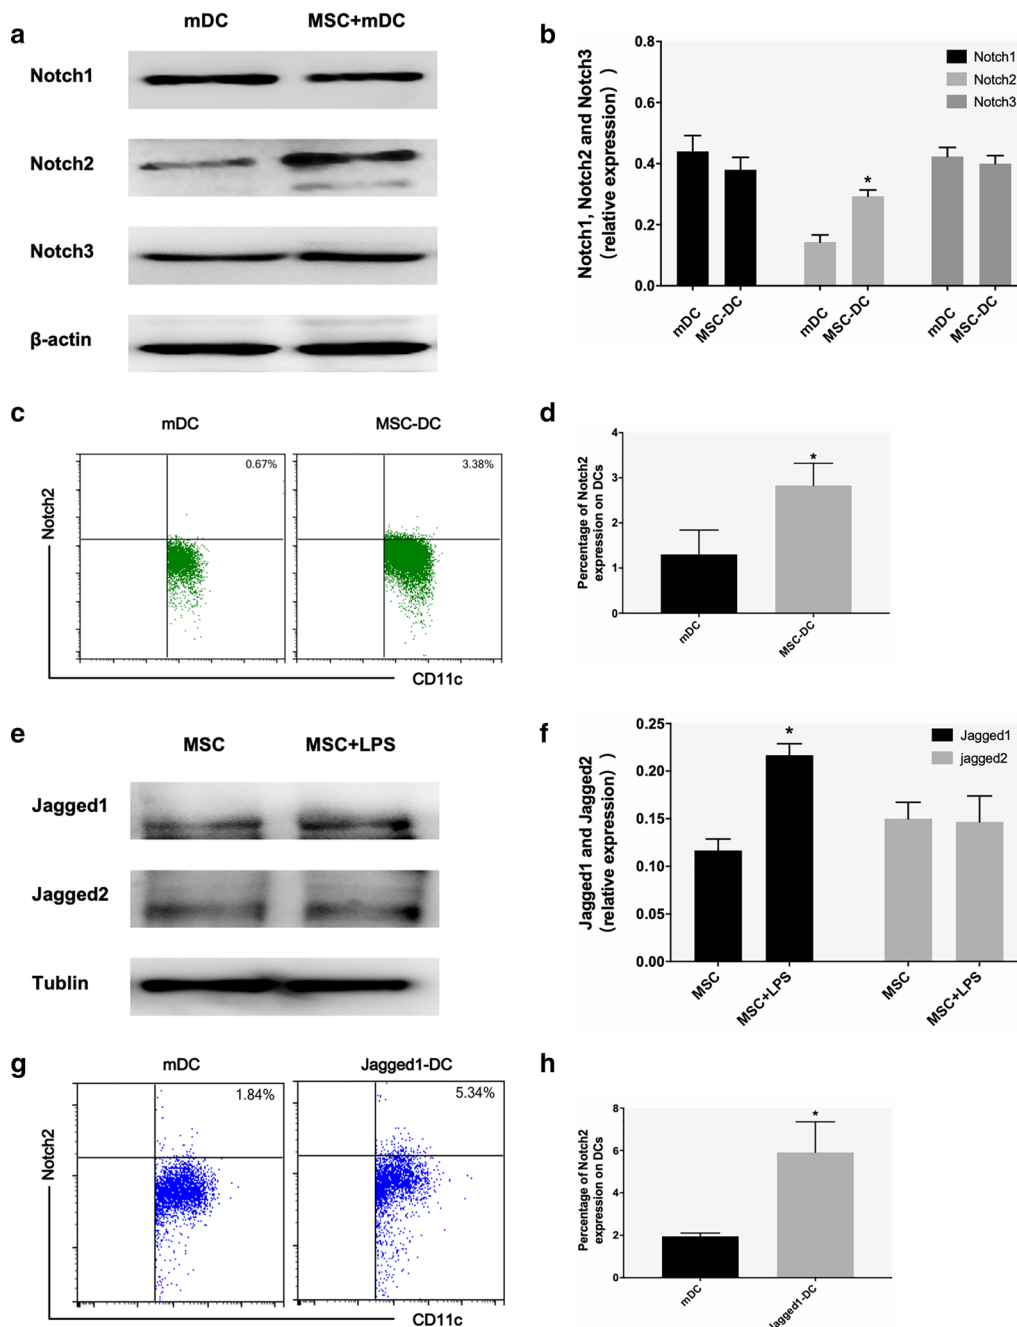 a
mDC MSC+mDC
Notch1
Notch2
Notch3
β-actin
b
Notch1, Notch2 and Notch3
(relative expression)
0.8
0.6
0.4
0.2
0.0
Notch1
Notch2
Notch3
*
mDC MSC-DC mDC MSC-DC mDC MSC-DC
c
mDC MSC-DC
0.67% 3.38%
Notch2
CD11c
d
Percentage of Notch2
expression on DCs
4
3
2
1
0
*
mDC MSC-DC
e
MSC MSC+LPS
Jagged1
Jagged2
Tublin
f
Jagged1 and Jagged2
(relative expression)
0.25
0.20
0.15
0.10
0.05
0.00
Jagged1
jagged2
*
MSC MSC+LPS MSC MSC+LPS
g
mDC Jagged1-DC
1.84% 5.34%
Notch2
CD11c
h
Percentage of Notch2
expression on DCs
8
6
4
2
0
*
mDC Jagged1-DC